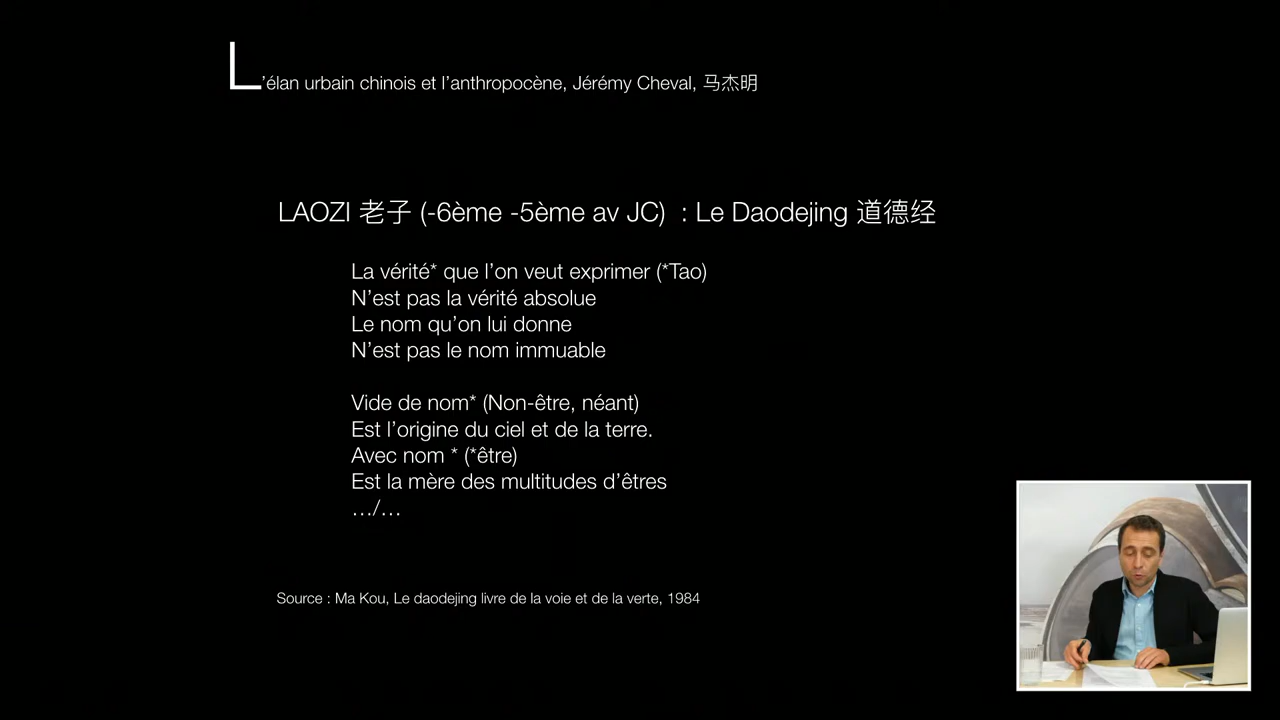 L’élan urbain chinois et l’anthropocène, Jérémy Cheval, 马杰明
LAOZI 老子 (-6ème -5ème av JC) : Le Daodejing 道德经
La vérité* que l’on veut exprimer (*Tao)
N’est pas la vérité absolue
Le nom qu’on lui donne
N’est pas le nom immuable
Vide de nom* (Non-être, néant)
Est l’origine du ciel et de la terre.
Avec nom * (*être)
Est la mère des multitudes d’êtres
…/…
Source : Ma Kou, Le daodejing livre de la voie et de la verte, 1984